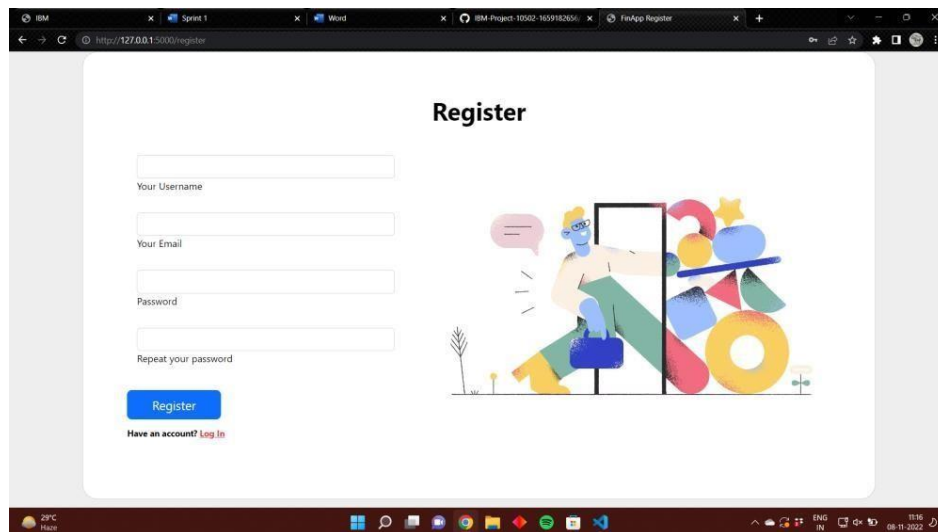 IBM
Sprint 1
Word
IBM-Project-10502-1659182656/
FinApp Register
http://127.0.0.1:5000/register
Register
Your Username
Your Email
Password
Repeat your password
Register
Have an account? Log In
29°C
Haze
ENG
IN
11:16
08-11-2022